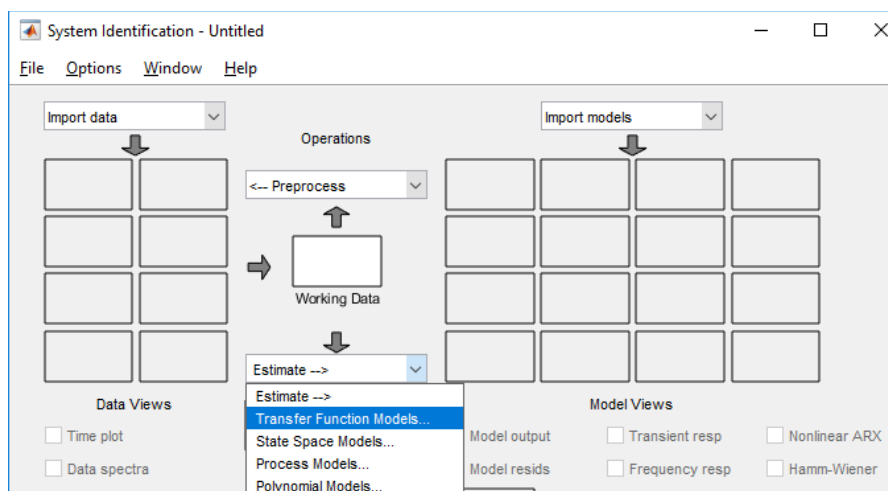 System Identification - Untitled
File Options Window Help
Import data
Import models
Operations
<-- Preprocess
Working Data
Estimate -->
Estimate -->
Transfer Function Models...
State Space Models...
Process Models...
Polynomial Models...
Data Views
Time plot
Data spectra
Model Views
Model output Transient resp Nonlinear ARX
Model resids Frequency resp Hamm-Wiener